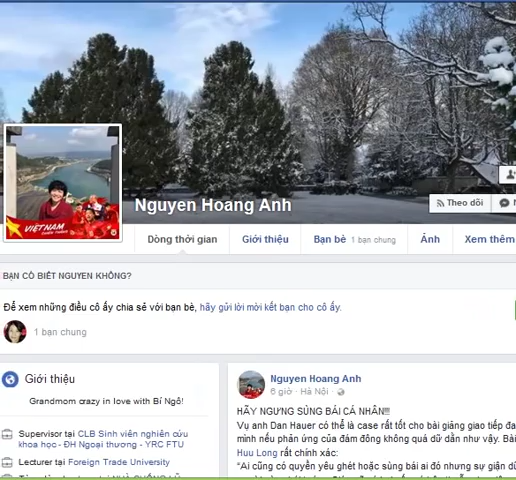 Nguyen Hoang Anh
Theo dõi
Dòng thời gian
Giới thiệu
Bạn bè 1 bạn chung
Ảnh
Xem thêm
BẠN CÓ BIẾT NGUYEN KHÔNG?
Để xem những điều cô ấy chia sẻ với bạn bè, hãy gửi lời mời kết bạn cho cô ấy.
1 bạn chung
Giới thiệu
Grandmom crazy in love with Bí Ngô!
Supervisor tại CLB Sinh viên nghiên cứu
khoa học - ĐH Ngoại thương - YRC FTU
Lecturer tại Foreign Trade University
Nguyen Hoang Anh
6 giờ · Hà Nội ·
HÃY NGƯNG SỦNG BÁI CÁ NHÂN!!!
Vụ anh Dan Hauer có thể là case rất tốt cho bài giảng giao tiếp đa
mình nếu phản ứng của đám đông không quá dữ dằn như vậy. Bài
Huu Long rất chính xác:
"Ai cũng có quyền yêu ghét hoặc sùng bái ai đó nhưng sự giận dữ
VIETNAM